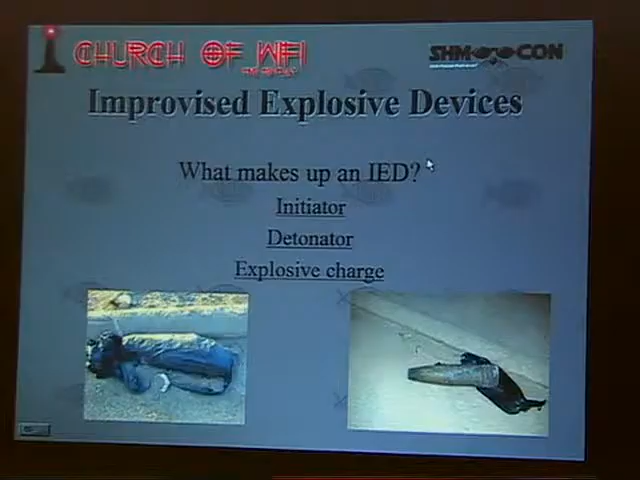 CHURCH OF WIFI
SHMOOCON
Improvised Explosive Devices
What makes up an IED?
Initiator
Detonator
Explosive charge